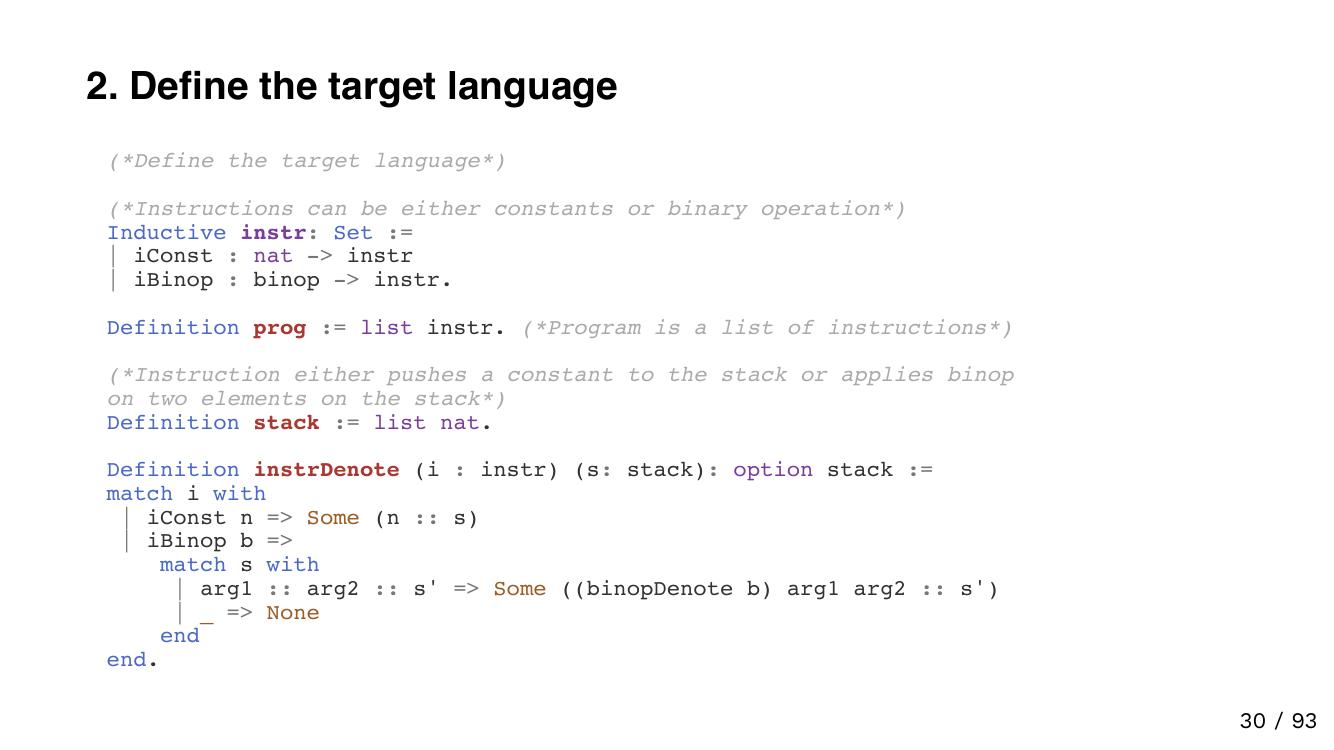 2. Define the target language
(*Define the target language*)
(*Instructions can be either constants or binary operation*)
Inductive instr: Set :=
| iConst : nat -> instr
| iBinop : binop -> instr.
Definition prog := list instr. (*Program is a list of instructions*)
(*Instruction either pushes a constant to the stack or applies binop
on two elements on the stack*)
Definition stack := list nat.
Definition instrDenote (i : instr) (s: stack): option stack :=
match i with
| iConst n => Some (n :: s)
| iBinop b =>
match s with
| arg1 :: arg2 :: s' => Some ((binopDenote b) arg1 arg2 :: s')
| _ => None
end
end.
30 / 93